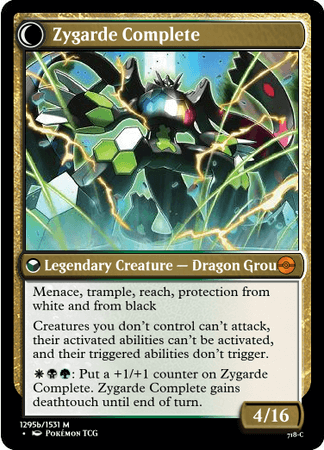 Zygarde Complete
Legendary Creature — Dragon Grou
Menace, trample, reach, protection from
white and from black
Creatures you don't control can't attack,
their activated abilities can't be activated,
and their triggered abilities don't trigger.
: Put a +1/+1 counter on Zygarde
Complete. Zygarde Complete gains
deathtouch until end of turn.
4/16
1295b/1531 M
• Pokémon TCG
718-C